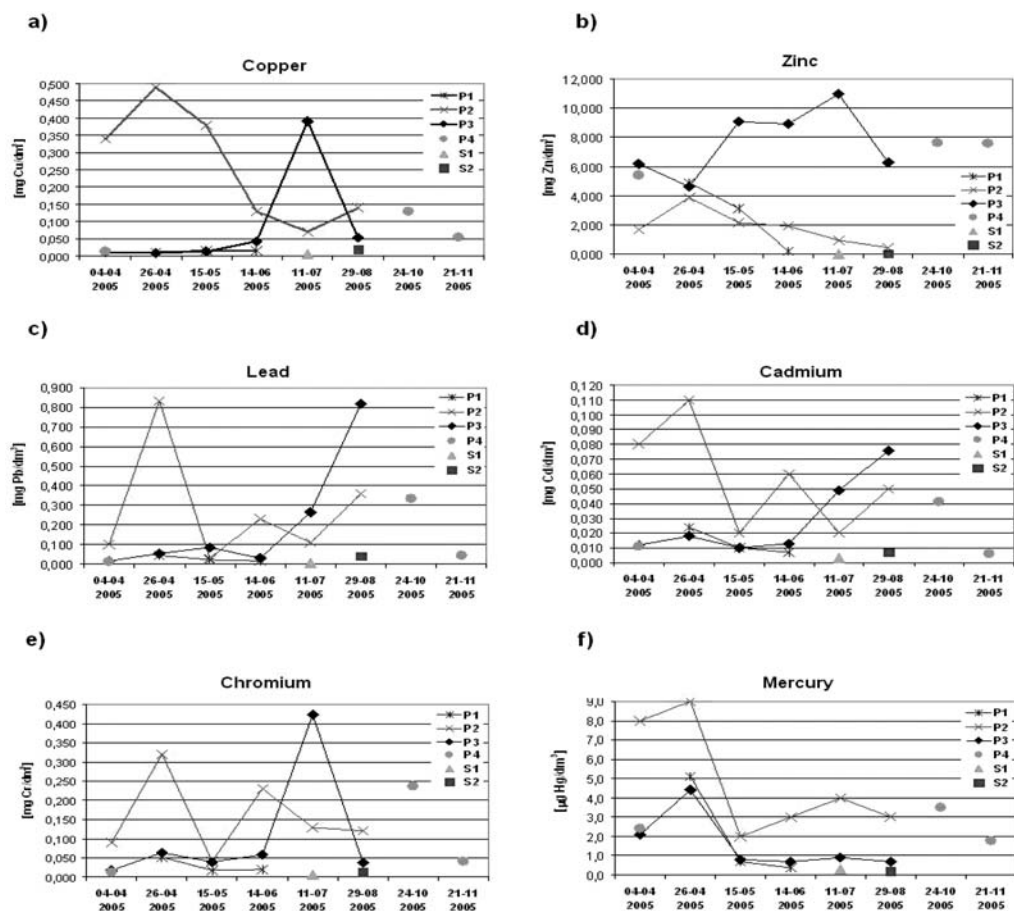 a)
Copper
[mg Cu/dm³]
0,500
0,450
0,400
0,350
0,300
0,250
0,200
0,150
0,100
0,050
0,000
P1
P2
P3
P4
S1
S2
04-04 26-04 15-05 14-06 11-07 29-08 24-10 21-11
2005 2005 2005 2005 2005 2005 2005 2005
b)
Zinc
[mg Zn/dm³]
12,000
10,000
8,000
6,000
4,000
2,000
0,000
P1
P2
P3
P4
S1
S2
04-04 26-04 15-05 14-06 11-07 29-08 24-10 21-11
2005 2005 2005 2005 2005 2005 2005 2005
c)
Lead
[mg Pb/dm³]
0,900
0,800
0,700
0,600
0,500
0,400
0,300
0,200
0,100
0,000
P1
P2
P3
P4
S1
S2
04-04 26-04 15-05 14-06 11-07 29-08 24-10 21-11
2005 2005 2005 2005 2005 2005 2005 2005
d)
Cadmium
[mg Cd/dm³]
0,120
0,110
0,100
0,090
0,080
0,070
0,060
0,050
0,040
0,030
0,020
0,010
0,000
P1
P2
P3
P4
S1
S2
04-04 26-04 15-05 14-06 11-07 29-08 24-10 21-11
2005 2005 2005 2005 2005 2005 2005 2005
e)
Chromium
[mg Cr/dm³]
0,450
0,400
0,350
0,300
0,250
0,200
0,150
0,100
0,050
0,000
P1
P2
P3
P4
S1
S2
04-04 26-04 15-05 14-06 11-07 29-08 24-10 21-11
2005 2005 2005 2005 2005 2005 2005 2005
f)
Mercury
[µg Hg/dm³]
9,0
8,0
7,0
6,0
5,0
4,0
3,0
2,0
1,0
0,0
P1
P2
P3
P4
S1
S2
04-04 26-04 15-05 14-06 11-07 29-08 24-10 21-11
2005 2005 2005 2005 2005 2005 2005 2005